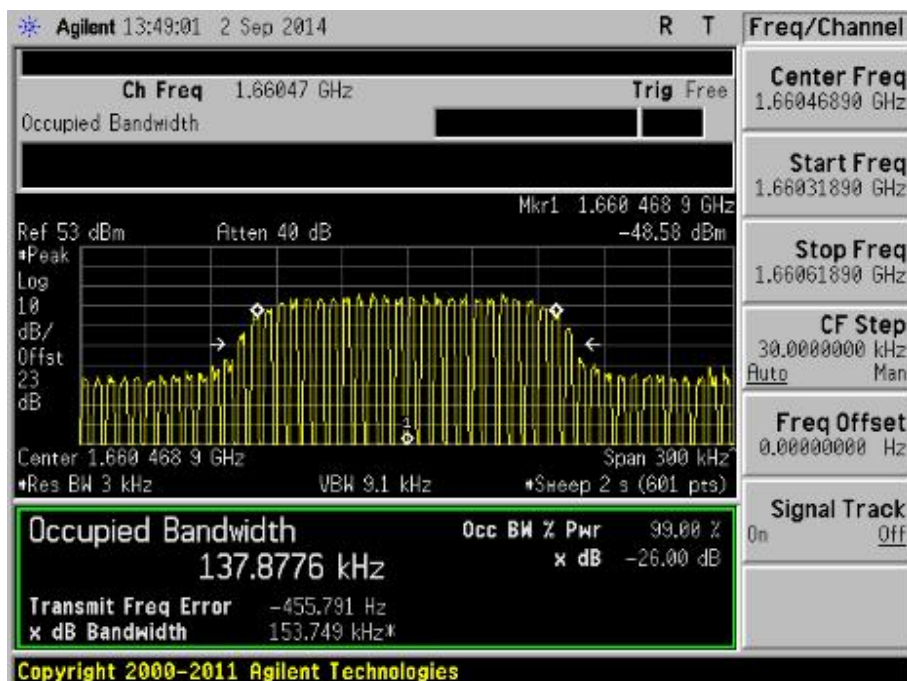 Agilent 13:49:01 2 Sep 2014 R T
Freq/Channel
Ch Freq 1.66047 GHz Trig Free
Occupied Bandwidth
Center Freq
1.66046890 GHz
Start Freq
1.66031890 GHz
Stop Freq
1.66061890 GHz
CF Step
30.0000000 kHz
Auto Man
Freq Offset
0.00000000 Hz
Signal Track
On Off
Mkr1 1.660 468 9 GHz
Ref 53 dBm Atten 40 dB -48.58 dBm
*Peak
Log
10
dB/
Offst
23
dB
1
Center 1.660 468 9 GHz Span 300 kHz^
*Res BW 3 kHz VBW 9.1 kHz *Sweep 2 s (601 pts)
Occupied Bandwidth Occ BW % Pwr 99.00 %
137.8776 kHz x dB -26.00 dB
Transmit Freq Error -455.791 Hz
x dB Bandwidth 153.749 kHz*
Copyright 2000-2011 Agilent Technologies